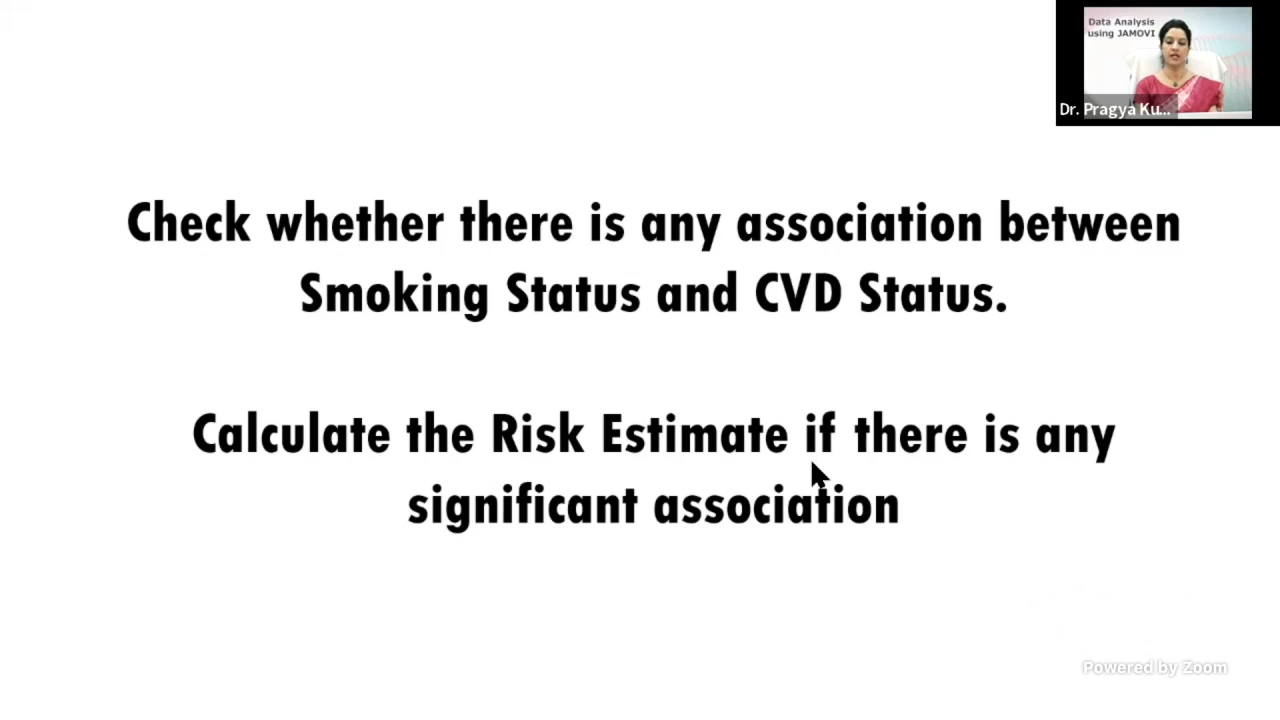 Data Analysis
using JAMOVI
Dr. Pragya Ku...
Check whether there is any association between
Smoking Status and CVD Status.
Calculate the Risk Estimate if there is any
significant association
Powered by Zoom